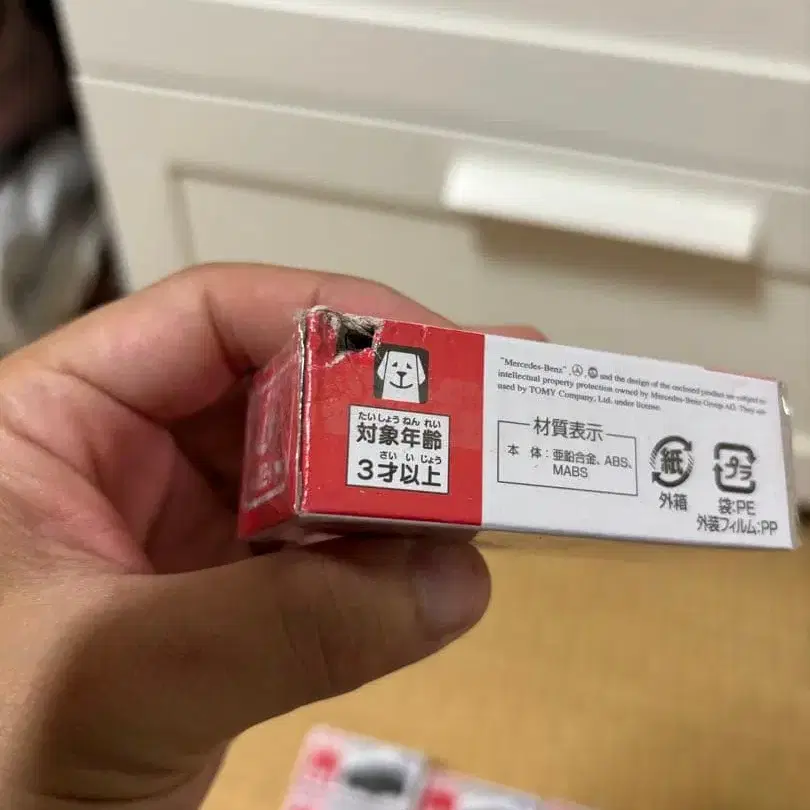 たいしょうねんれい
対象年齢
さいいじょう
3才以上
"Mercedes-Benz", and the design of the enclosed product are subject to
intellectual property protection owned by Mercedes-Benz Group AG. They are
used by TOMY Company, Ltd. under license.
材質表示
本 体:亜鉛合金、ABS、
MABS
紙
外箱
プラ
袋:PE
外装フィルム:PP